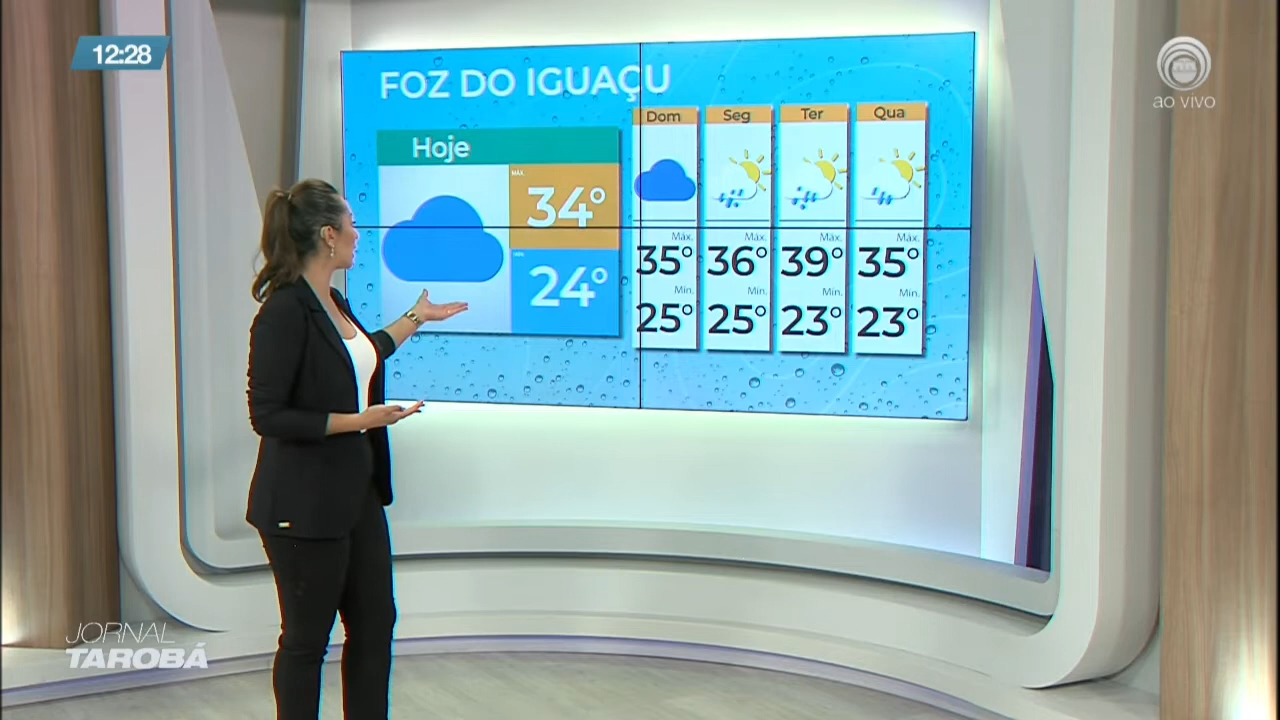 12:28
ao vivo
FOZ DO IGUAÇU
Hoje
MÁX.
34°
24°
Dom
Seg
Ter
Qua
Máx.
Máx.
Máx.
Máx.
35°
36°
39°
35°
Mín.
Mín.
Mín.
Mín.
25°
25°
23°
23°
JORNAL
TAROBÁ